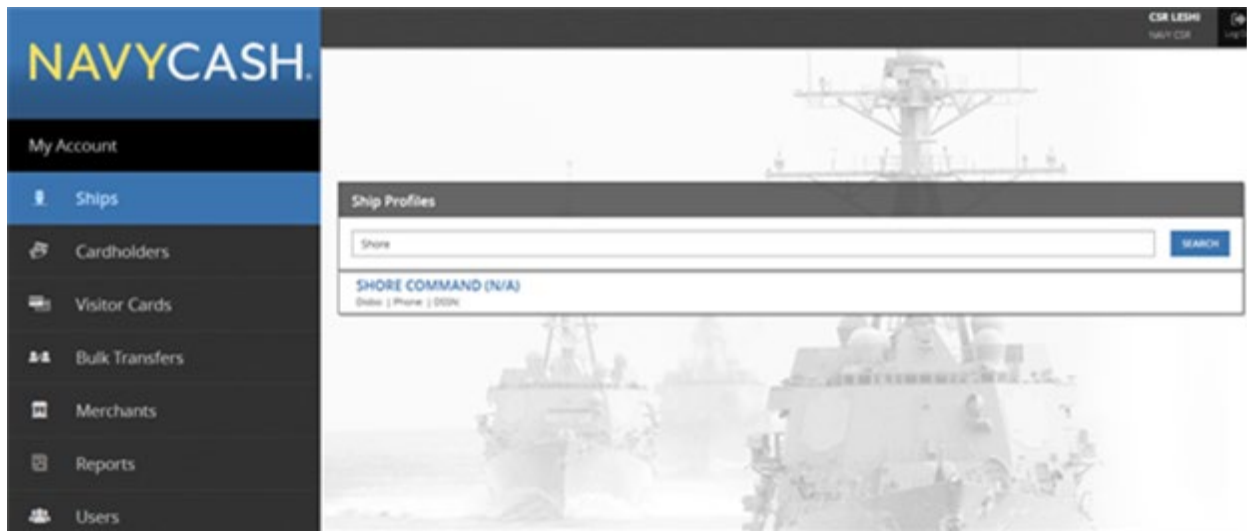 NAVYCASH.
CSR LESHI
NAVY CSR
My Account
Ships
Cardholders
Visitor Cards
Bulk Transfers
Merchants
Reports
Users
Ship Profiles
Shore
SEARCH
SHORE COMMAND (N/A)
Disbo | Phone | DSSN: